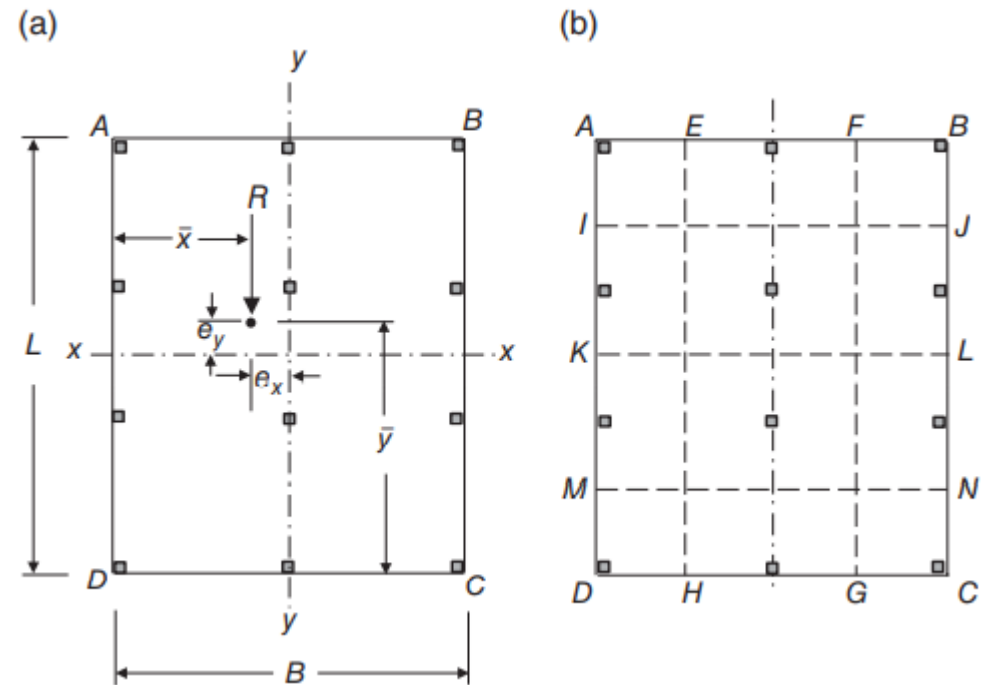 (a)
y
A B
R
x̄
L
e_y
x x
e_x
ȳ
D C
y
B
(b)
A E F B
I J
K L
M N
D H G C